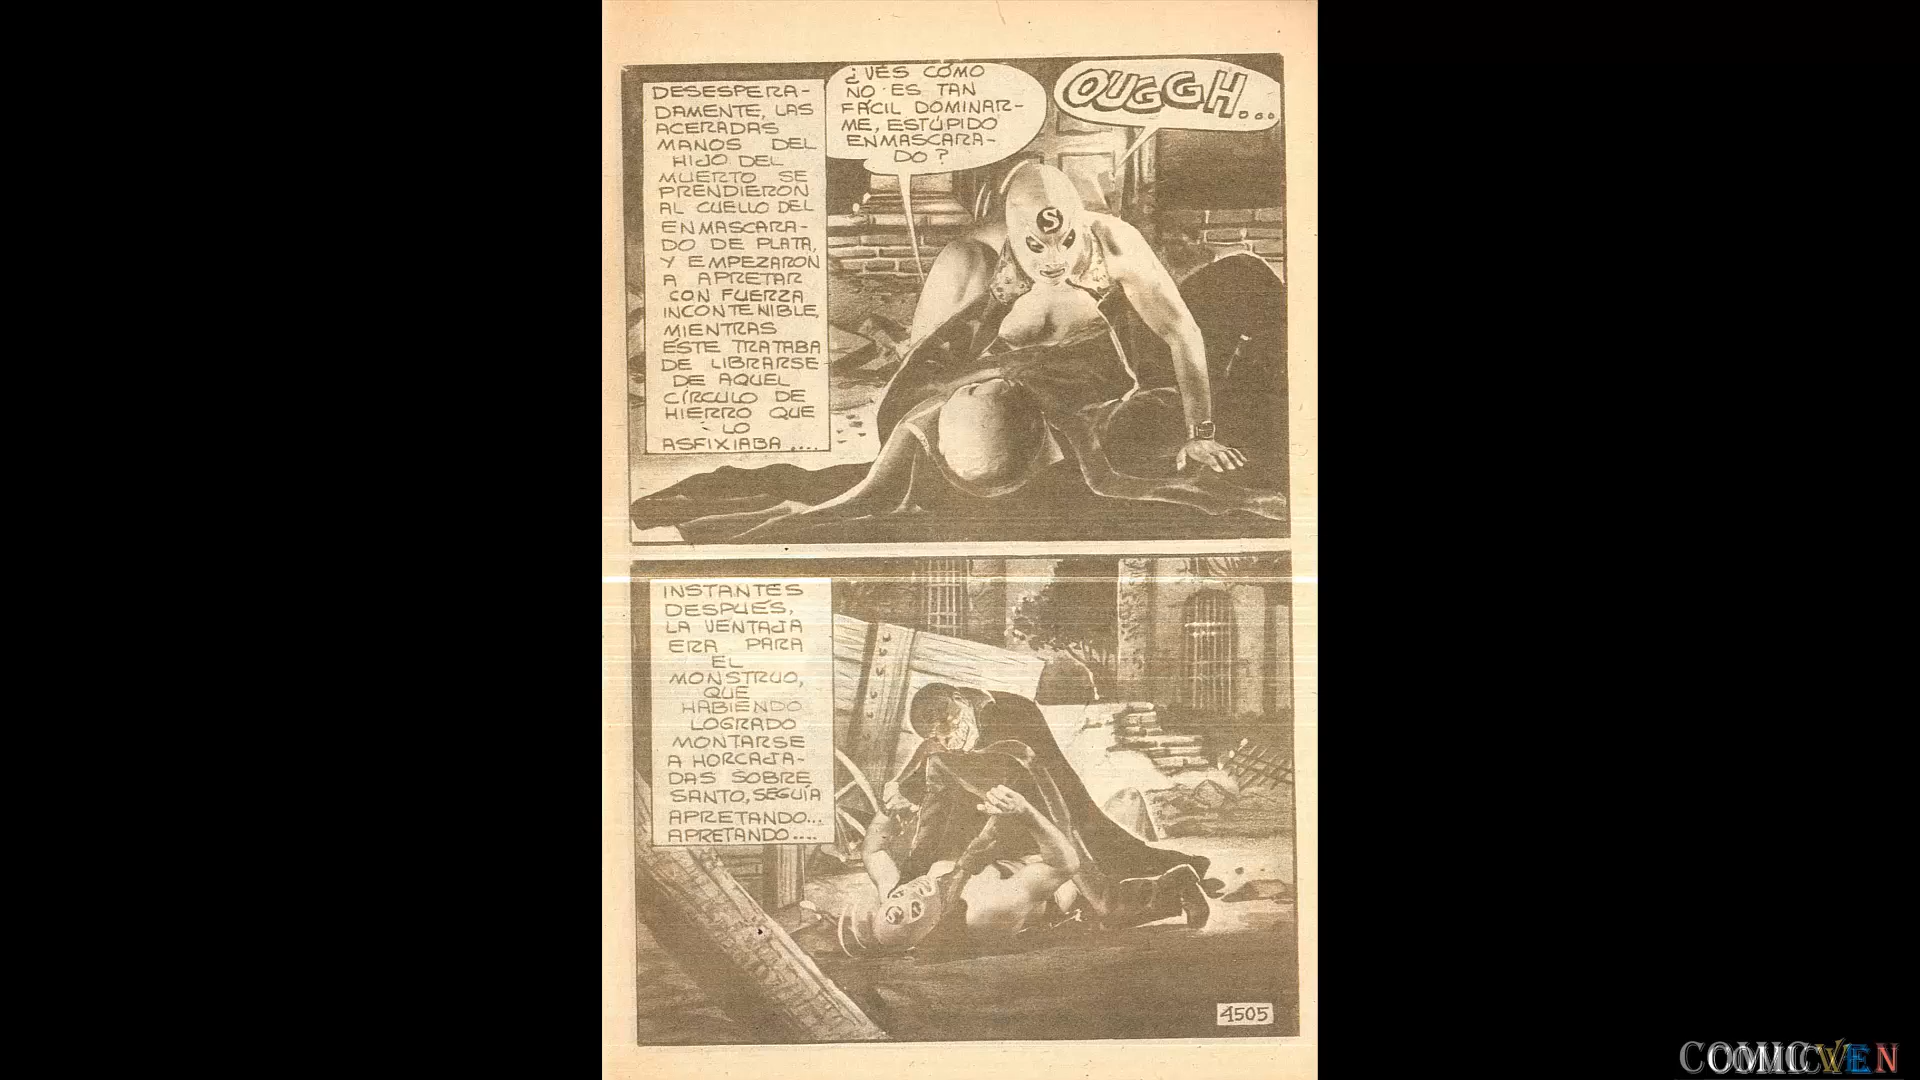 DESESPERA-
DAMENTE, LAS
ACERADAS
MANOS DEL
HIJO DEL
MUERTO SE
PRENDIERON
AL CUELLO DEL
ENMASCARA-
DO DE PLATA,
Y EMPEZARON
A APRETAR
CON FUERZA
INCONTENIBLE,
MIENTRAS
ÉSTE TRATABA
DE LIBRARSE
DE AQUEL
CÍRCULO DE
HIERRO QUE
LO
ASFIXIABA....
¿VES CÓMO
NO ES TAN
FÁCIL DOMINAR-
ME, ESTÚPIDO
ENMASCARA-
DO?
OUGGH...
S
INSTANTES
DESPUÉS,
LA VENTAJA
ERA PARA
EL
MONSTRUO,
QUE
HABIENDO
LOGRADO
MONTARSE
A HORCAJA-
DAS SOBRE
SANTO, SEGUÍA
APRETANDO...
APRETANDO....
4505